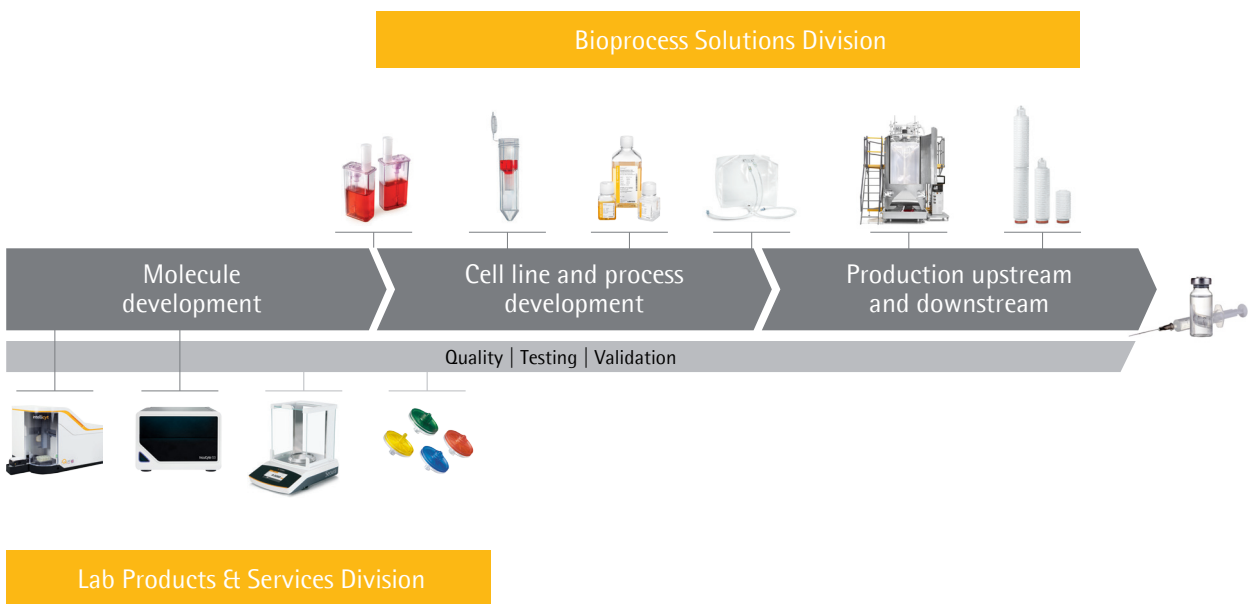 Bioprocess Solutions Division
Molecule
development
Cell line and process
development
Production upstream
and downstream
Quality | Testing | Validation
intellicyt
Lab Products & Services Division